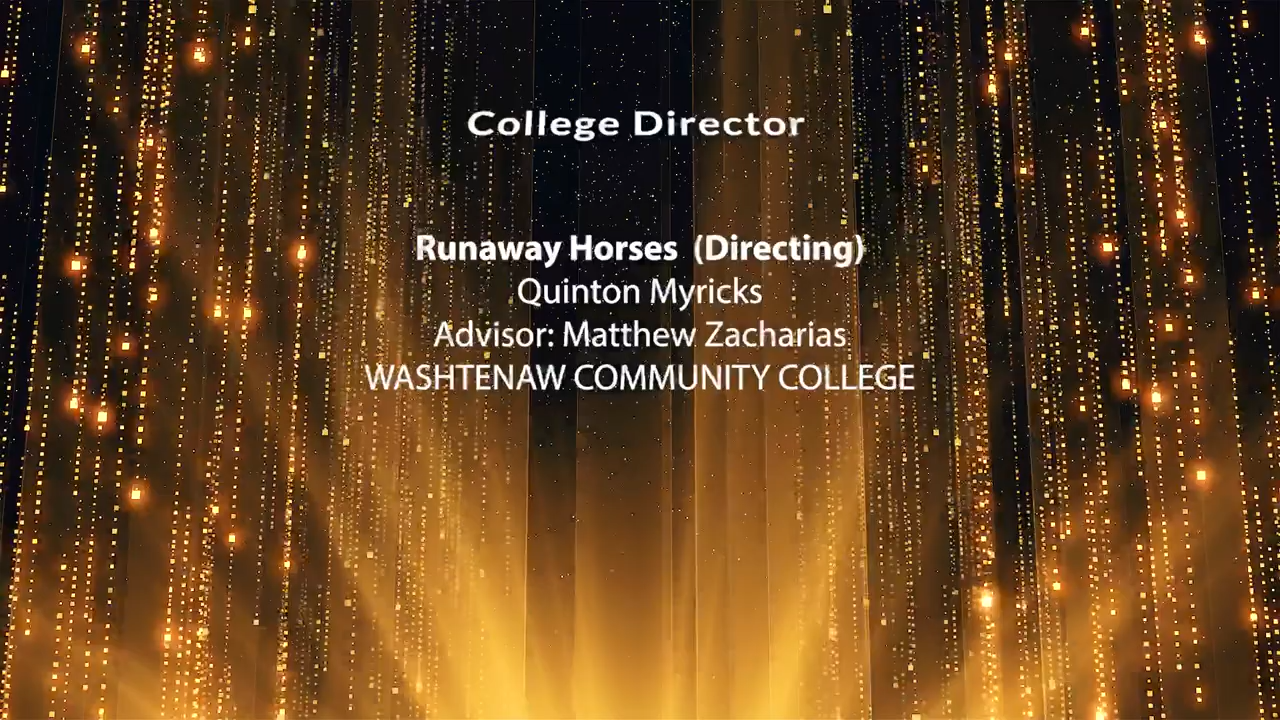 College Director
Runaway Horses (Directing)
Quinton Myricks
Advisor: Matthew Zacharias
WASHTENAW COMMUNITY COLLEGE